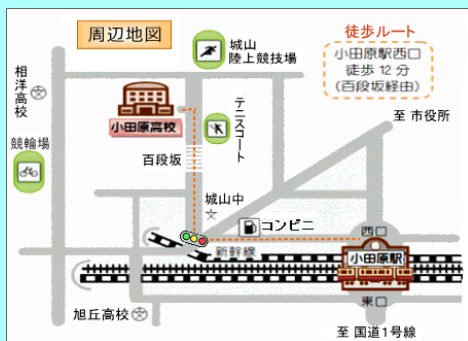 周辺地図
城山
陸上競技場
徒歩ルート
小田原駅西口
徒歩12分
(百段坂経由)
相洋高校
小田原高校
テニスコート
至 市役所
競輪場
百段坂
城山中
コンビニ
西口
新幹線
小田原駅
東口
旭丘高校
至 国道1号線